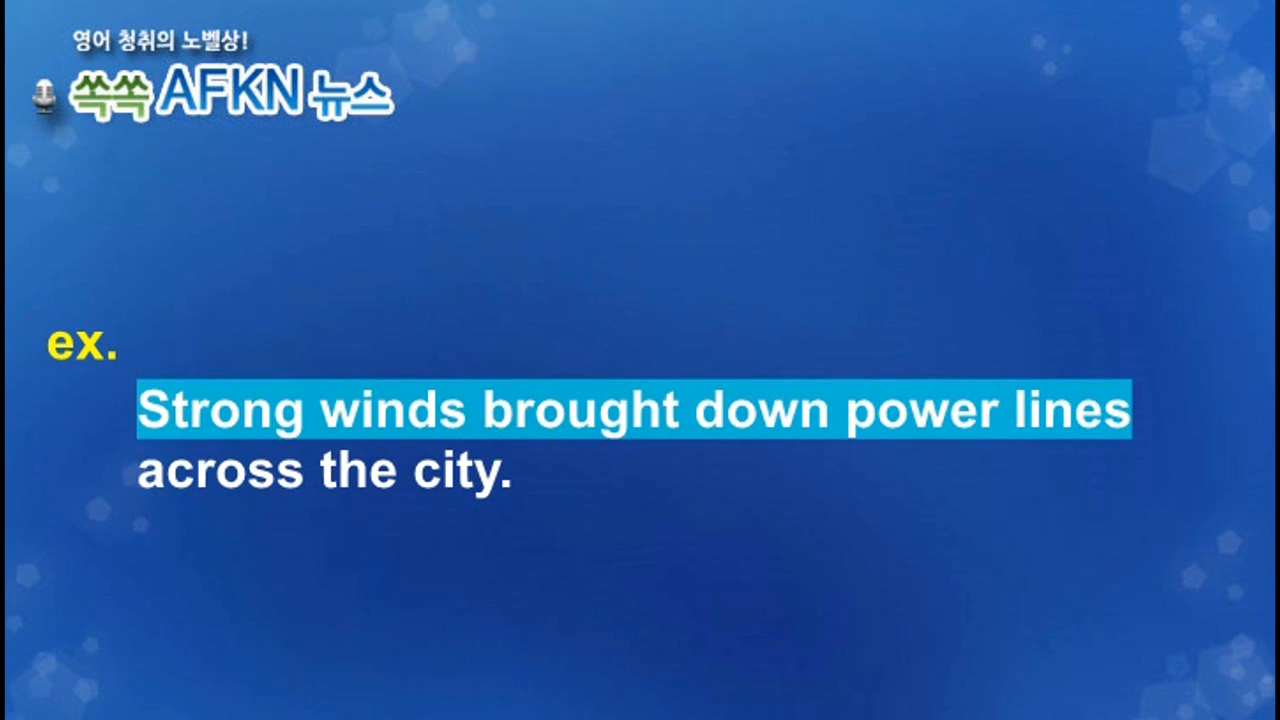 영어 청취의 노벨상!
쏙쏙 AFKN 뉴스
ex.
Strong winds brought down power lines
across the city.